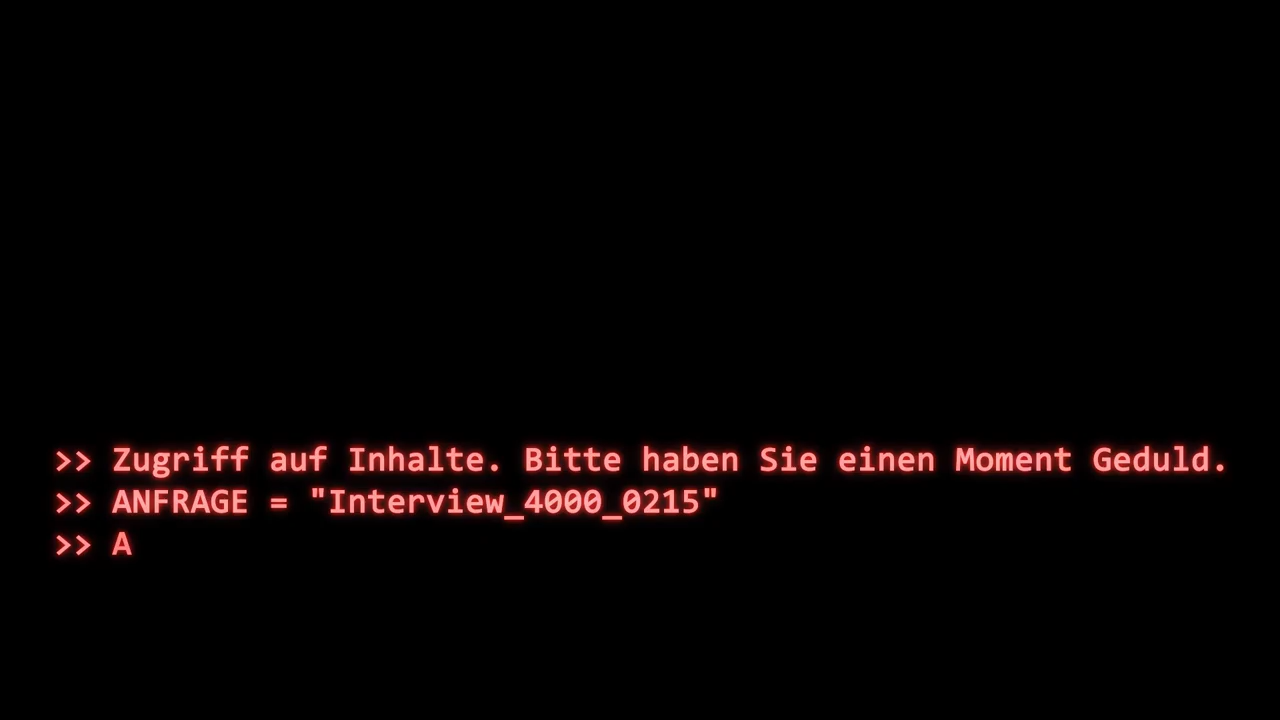 >> Zugriff auf Inhalte. Bitte haben Sie einen Moment Geduld.
>> ANFRAGE = "Interview_4000_0215"
>> A